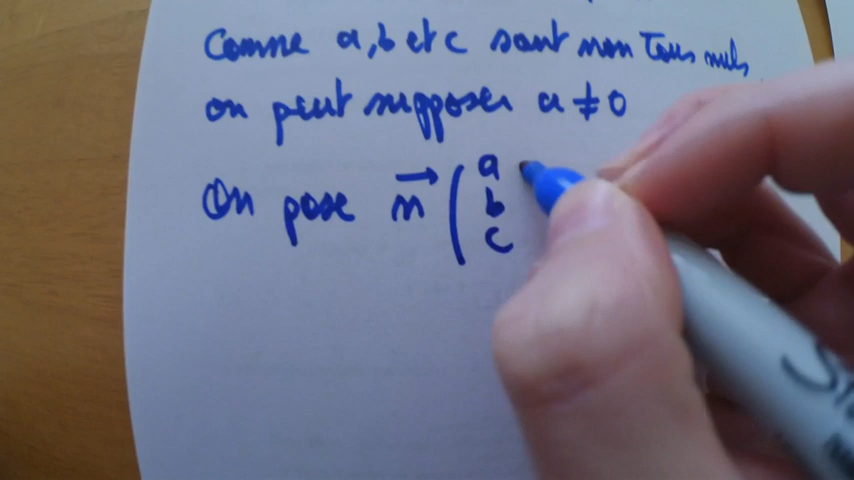 Comme a, b et c sont non tous nuls,
on peut supposer a ≠ 0
On pose n⃗ ( a
b
c